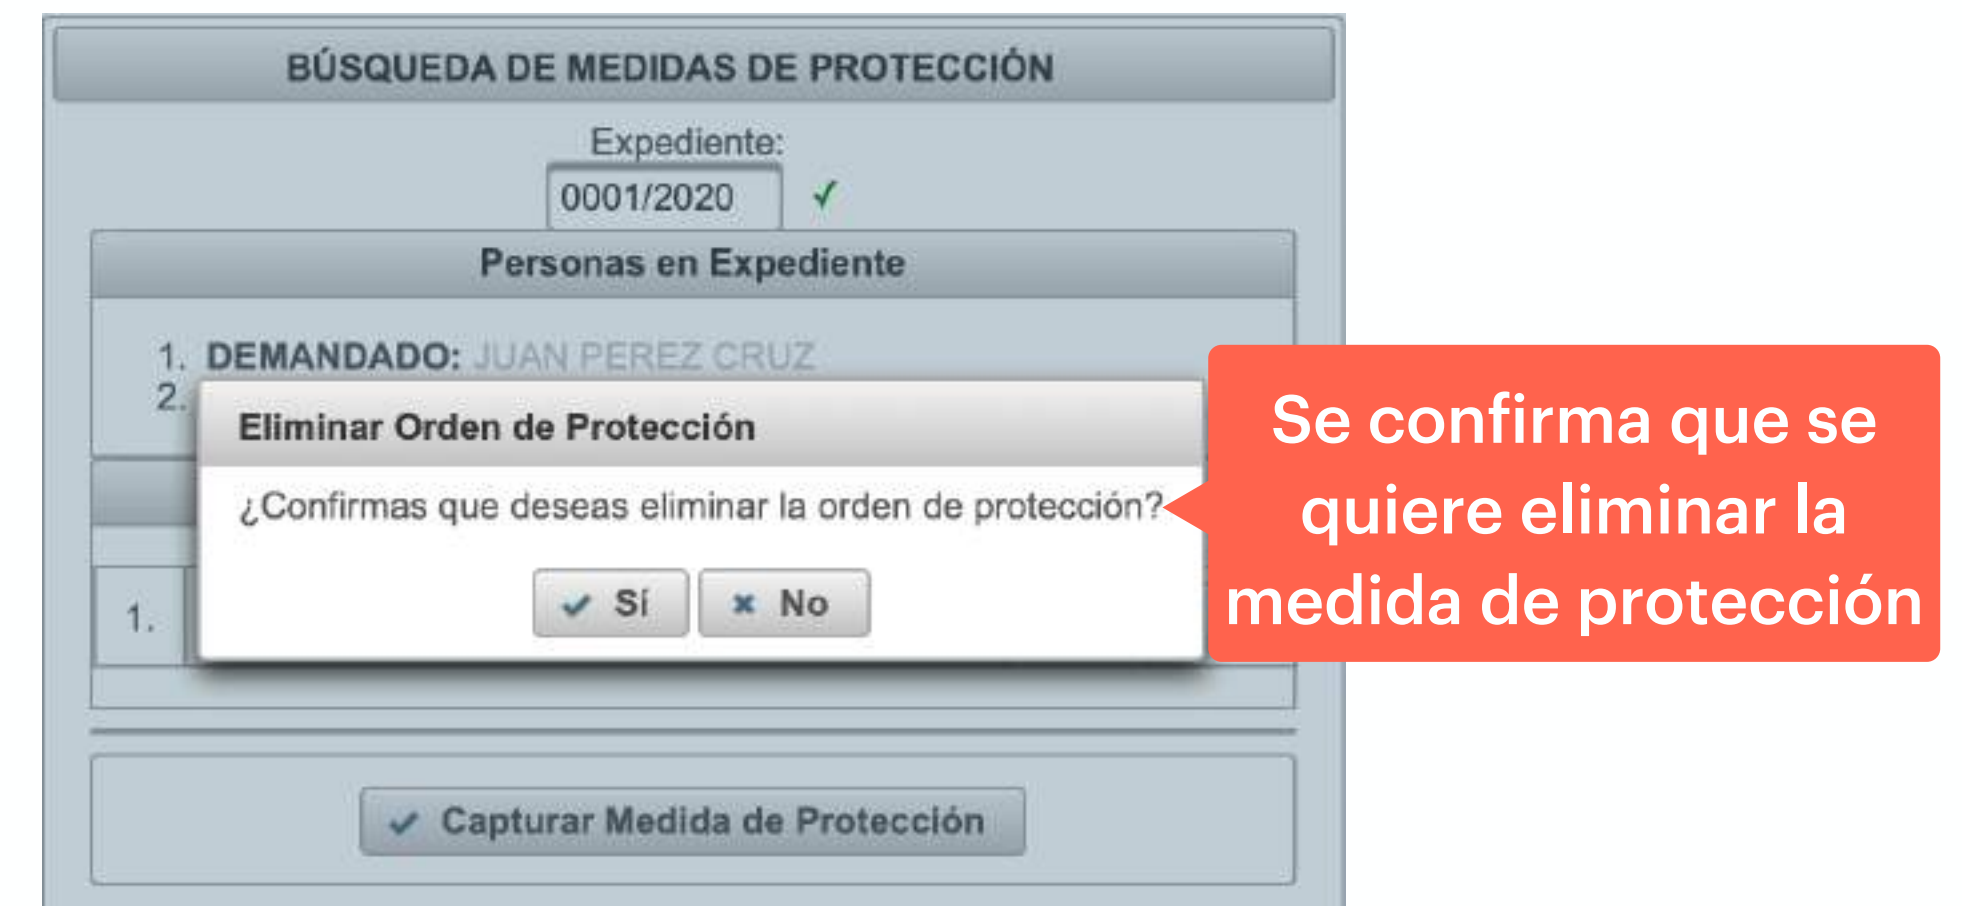 BÚSQUEDA DE MEDIDAS DE PROTECCIÓN
Expediente:
0001/2020
Personas en Expediente
1. DEMANDADO: JUAN PEREZ CRUZ
2.
Eliminar Orden de Protección
¿Confirmas que deseas eliminar la orden de protección?
Sí No
1.
Capturar Medida de Protección
Se confirma que se
quiere eliminar la
medida de protección